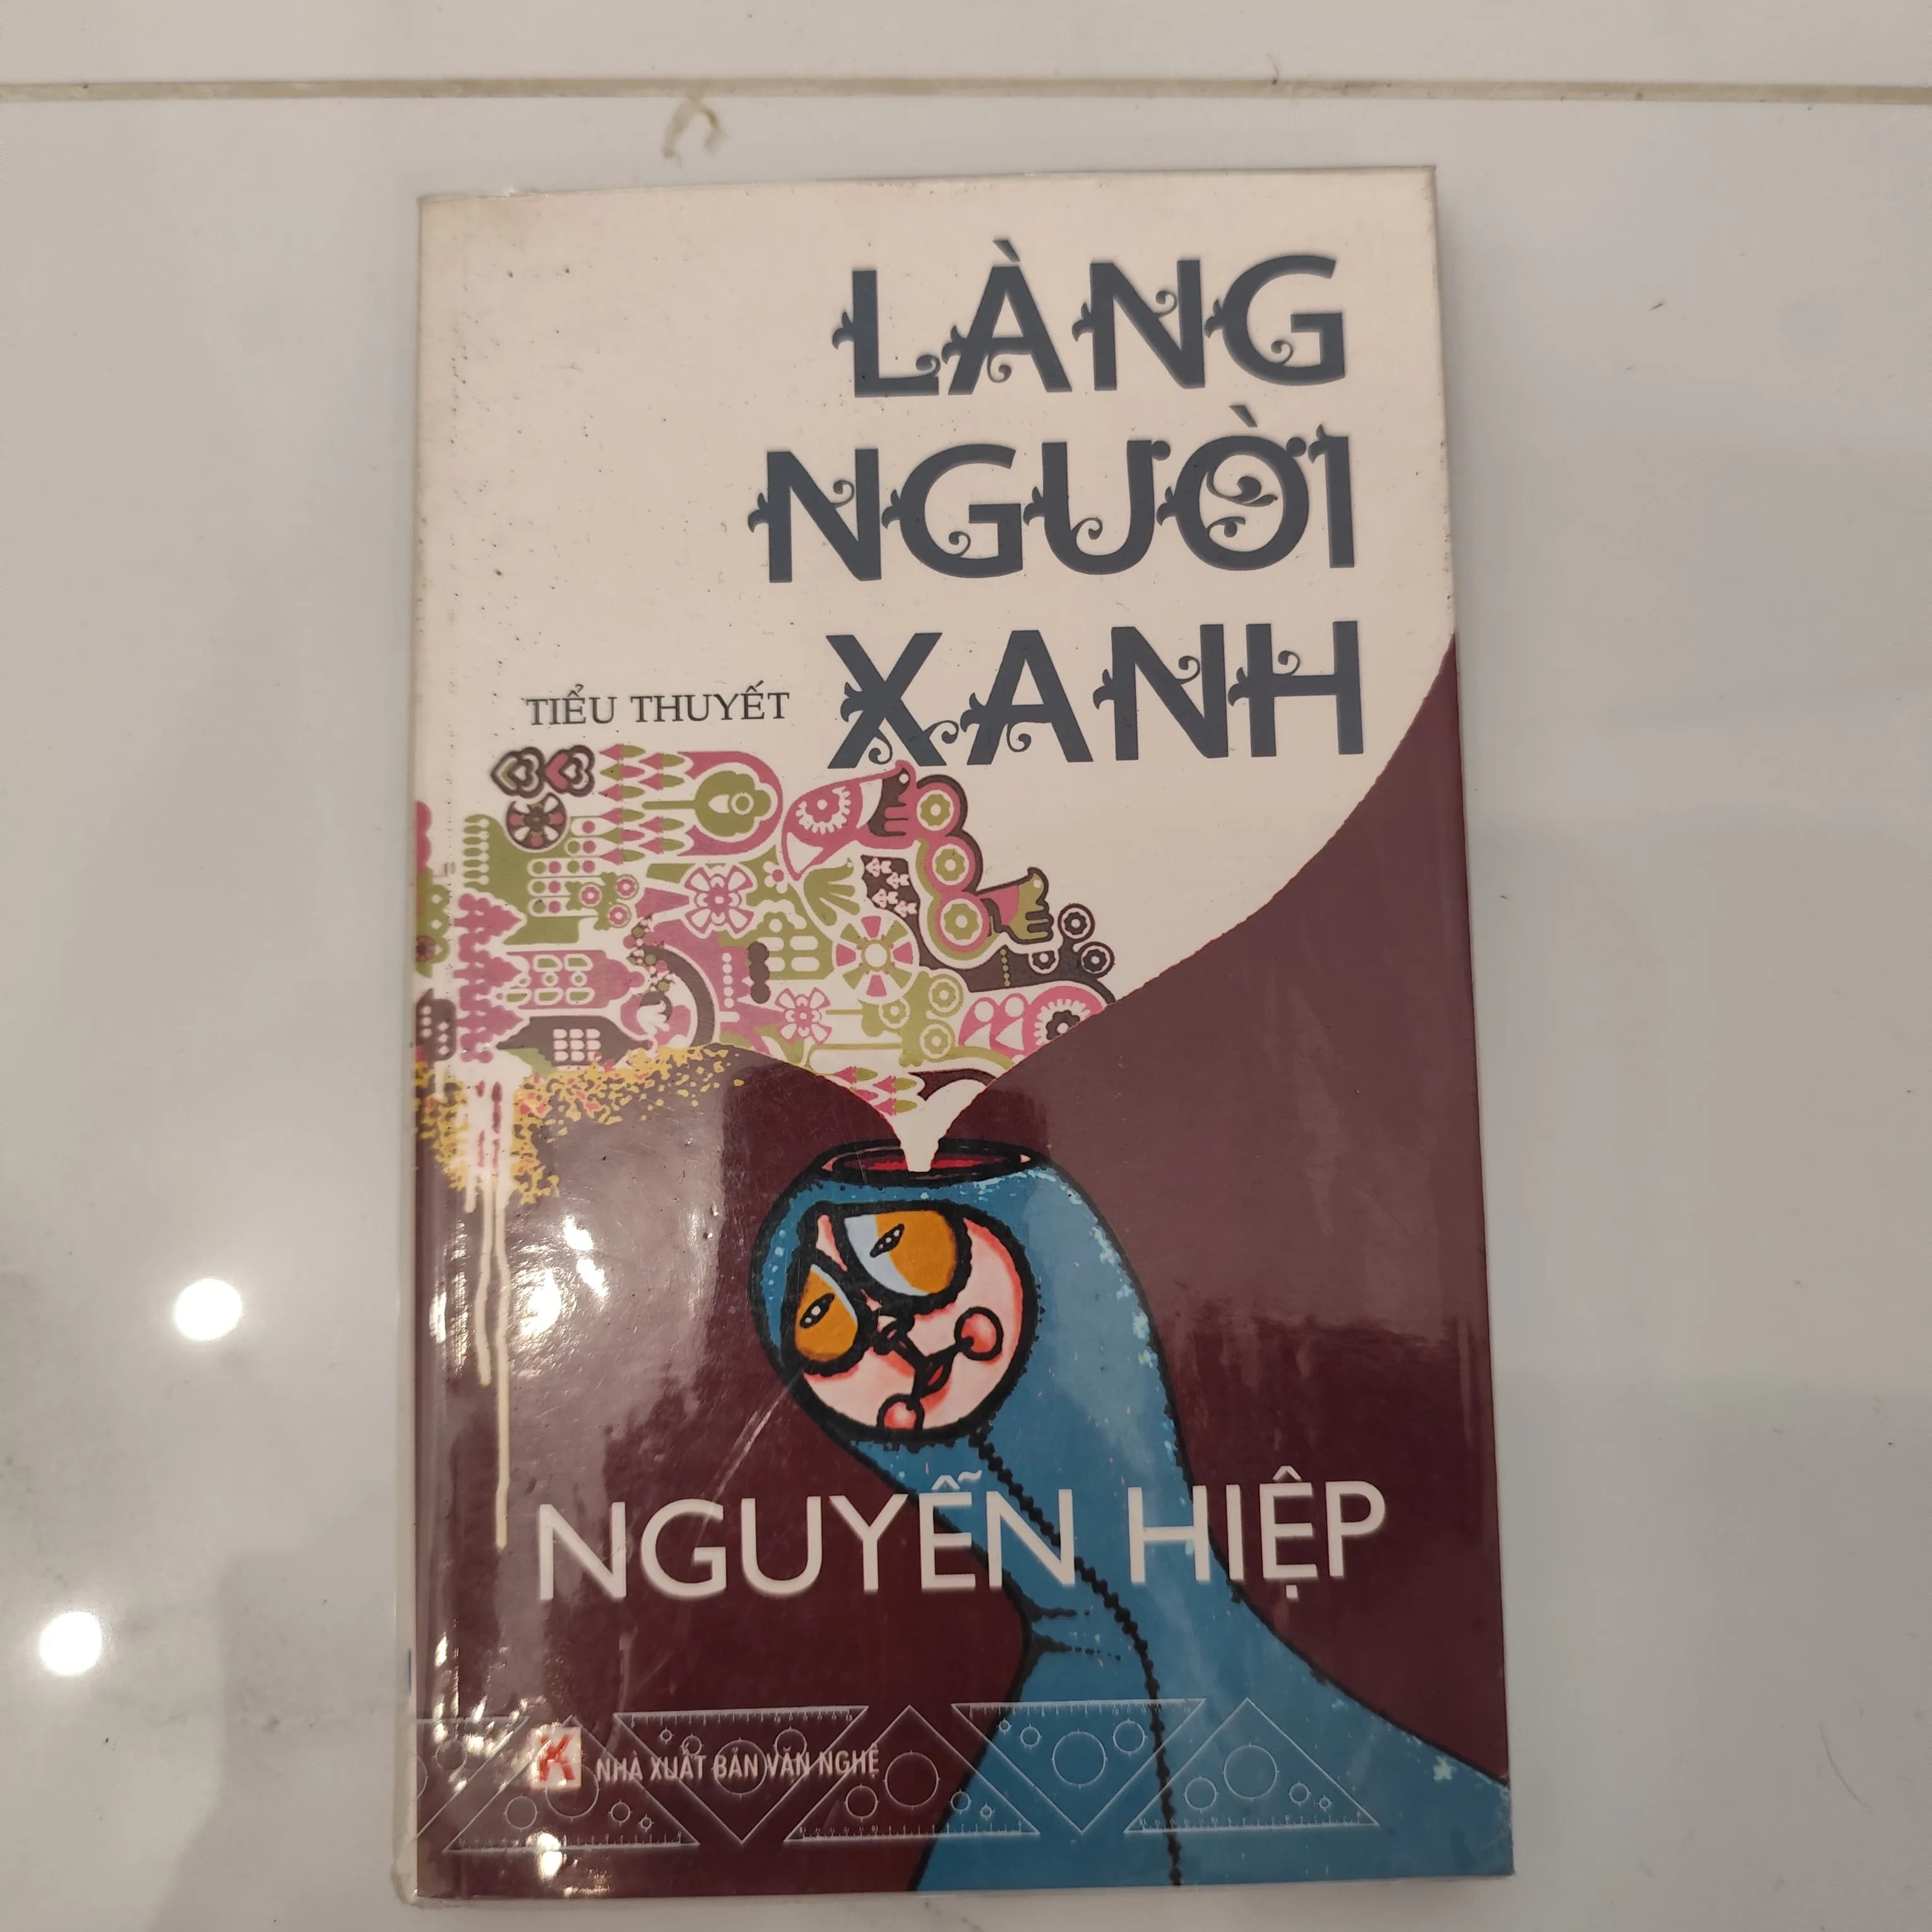 LÀNG
NGƯỜI
XANH
TIỂU THUYẾT
NGUYỄN HIỆP
K NHÀ XUẤT BẢN VĂN NGHỆ